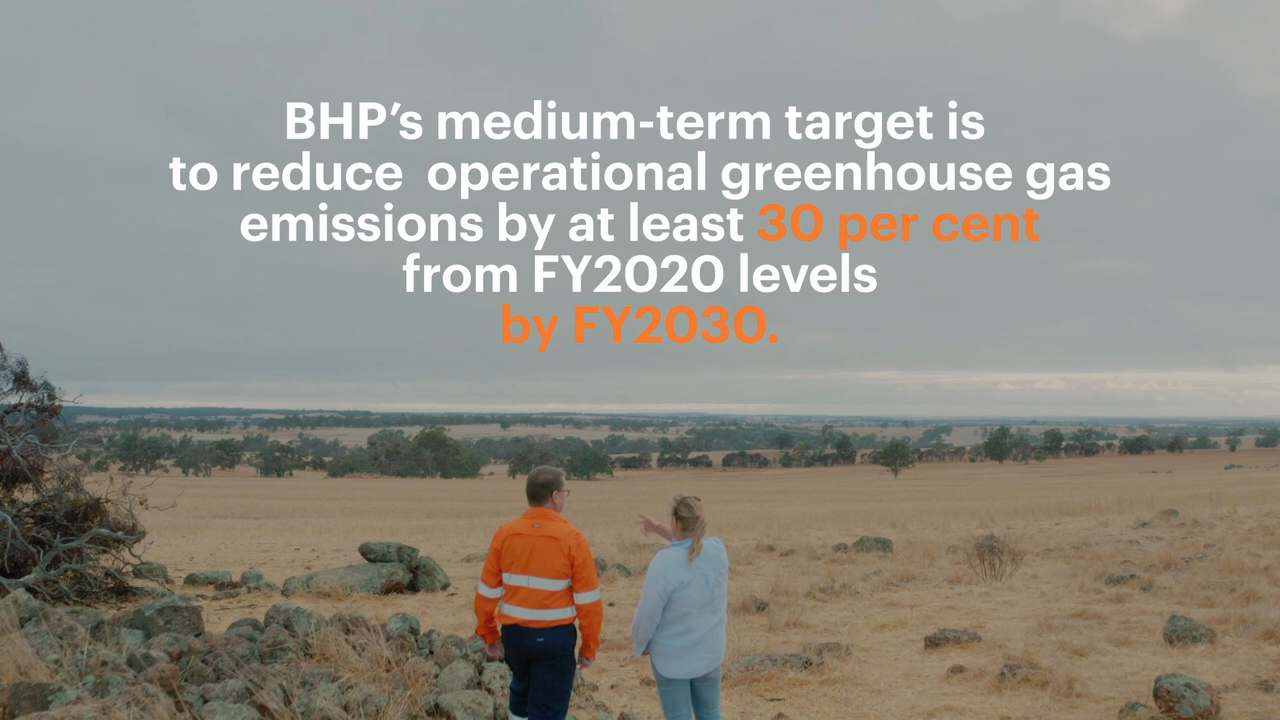 BHP’s medium-term target is
to reduce  operational greenhouse gas
emissions by at least 30 per cent
from FY2020 levels
by FY2030.